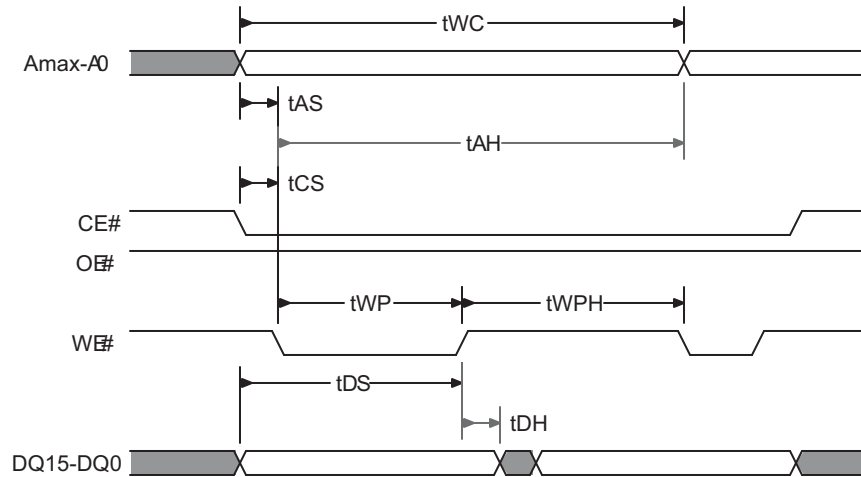 tWC
Amax-A0
tAS
tAH
tCS
CE#
OE#
tWP
tWPH
WE#
tDS
tDH
DQ15-DQ0